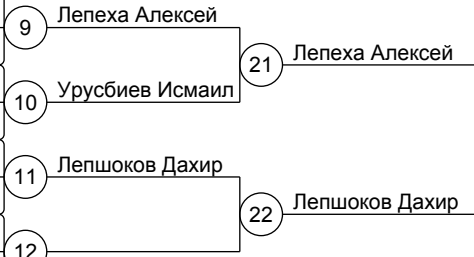 9 Лепеха Алексей
21 Лепеха Алексей
10 Урусбиев Исмаил
11 Лепшоков Дахир
22 Лепшоков Дахир
12